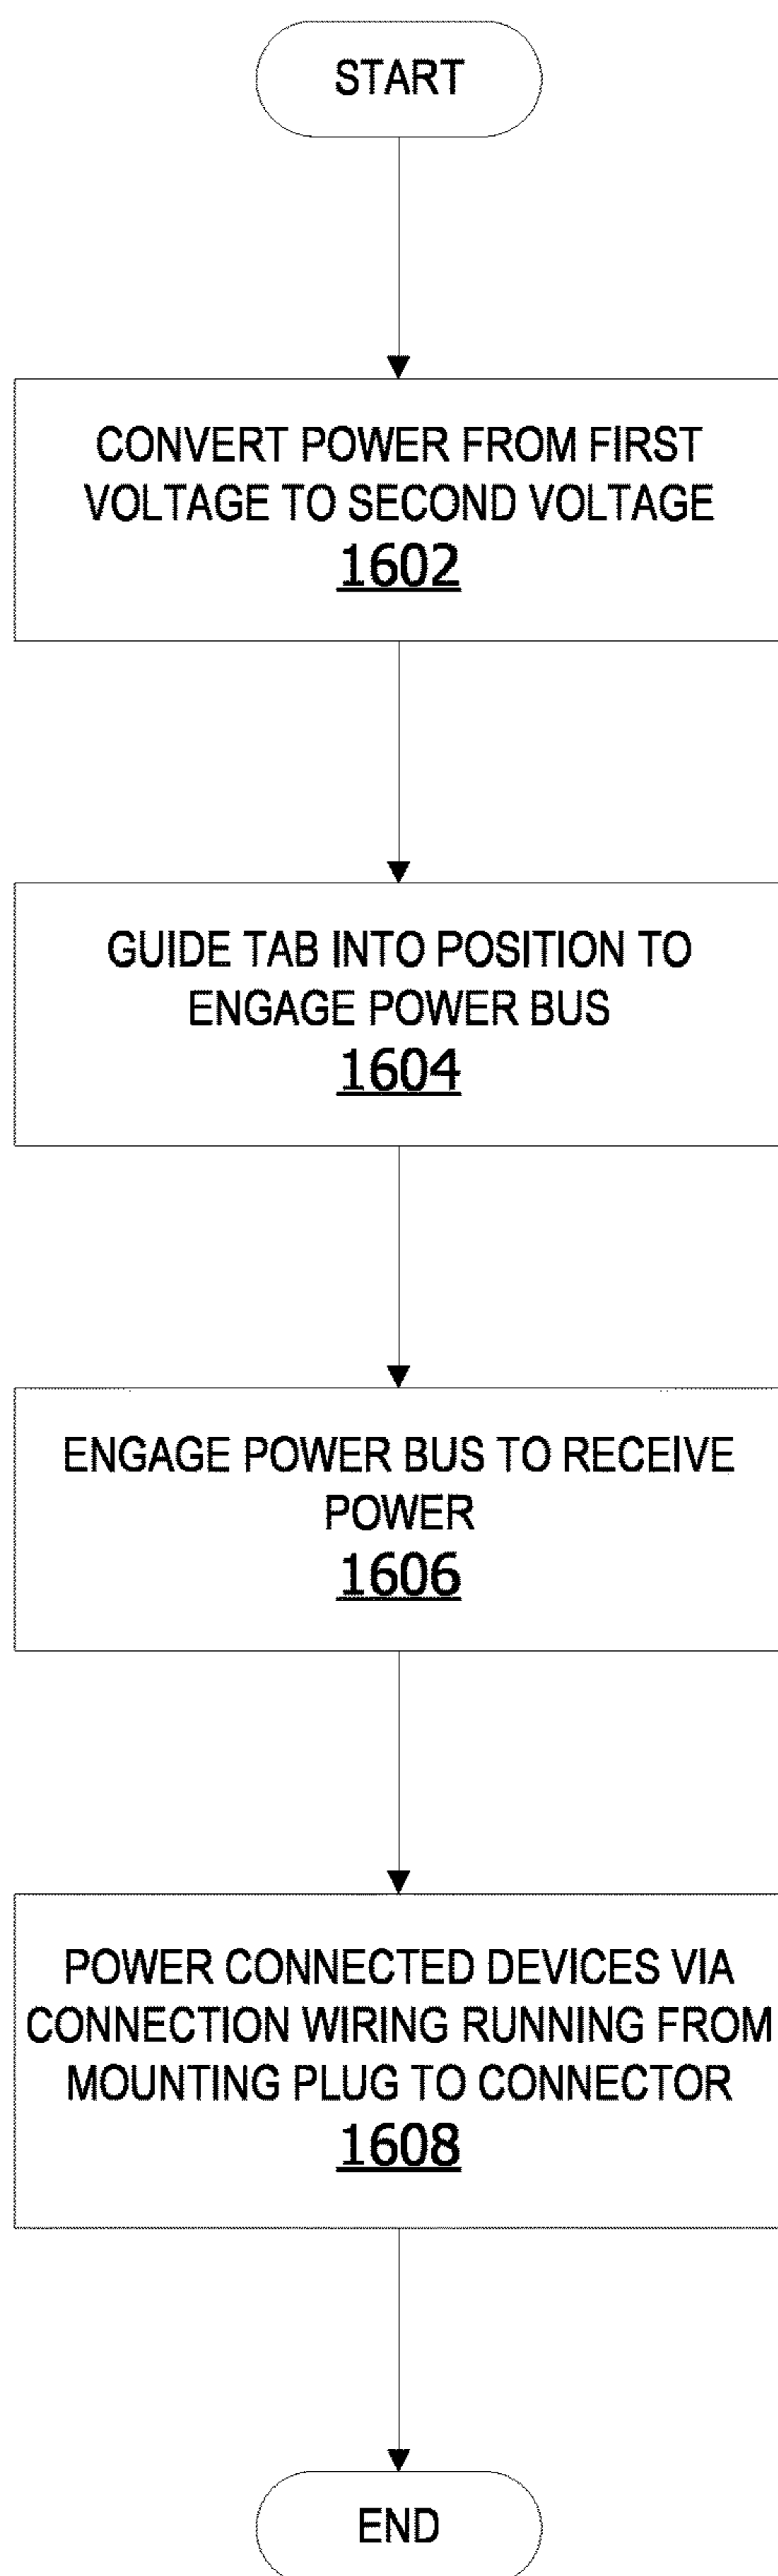 START
CONVERT POWER FROM FIRST
VOLTAGE TO SECOND VOLTAGE
1602
GUIDE TAB INTO POSITION TO
ENGAGE POWER BUS
1604
ENGAGE POWER BUS TO RECEIVE
POWER
1606
POWER CONNECTED DEVICES VIA
CONNECTION WIRING RUNNING FROM
MOUNTING PLUG TO CONNECTOR
1608
END